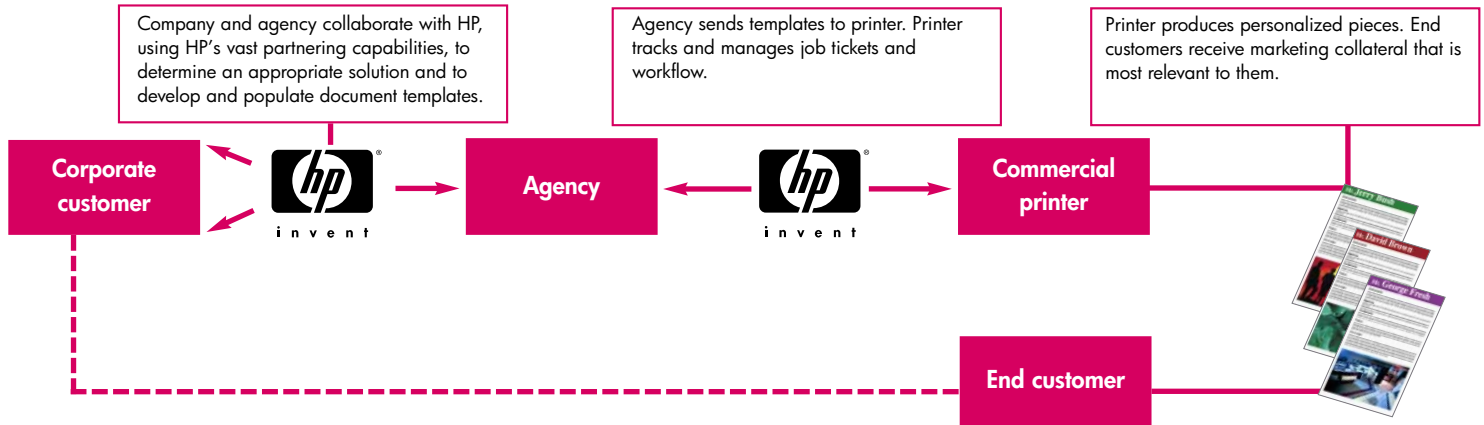 Company and agency collaborate with HP,
using HP's vast partnering capabilities, to
determine an appropriate solution and to
develop and populate document templates.
Agency sends templates to printer. Printer
tracks and manages job tickets and
workflow.
Printer produces personalized pieces. End
customers receive marketing collateral that is
most relevant to them.
Corporate
customer
hp®
invent
Agency
hp®
invent
Commercial
printer
Jerry Bush
David Brown
George Fresh
End customer